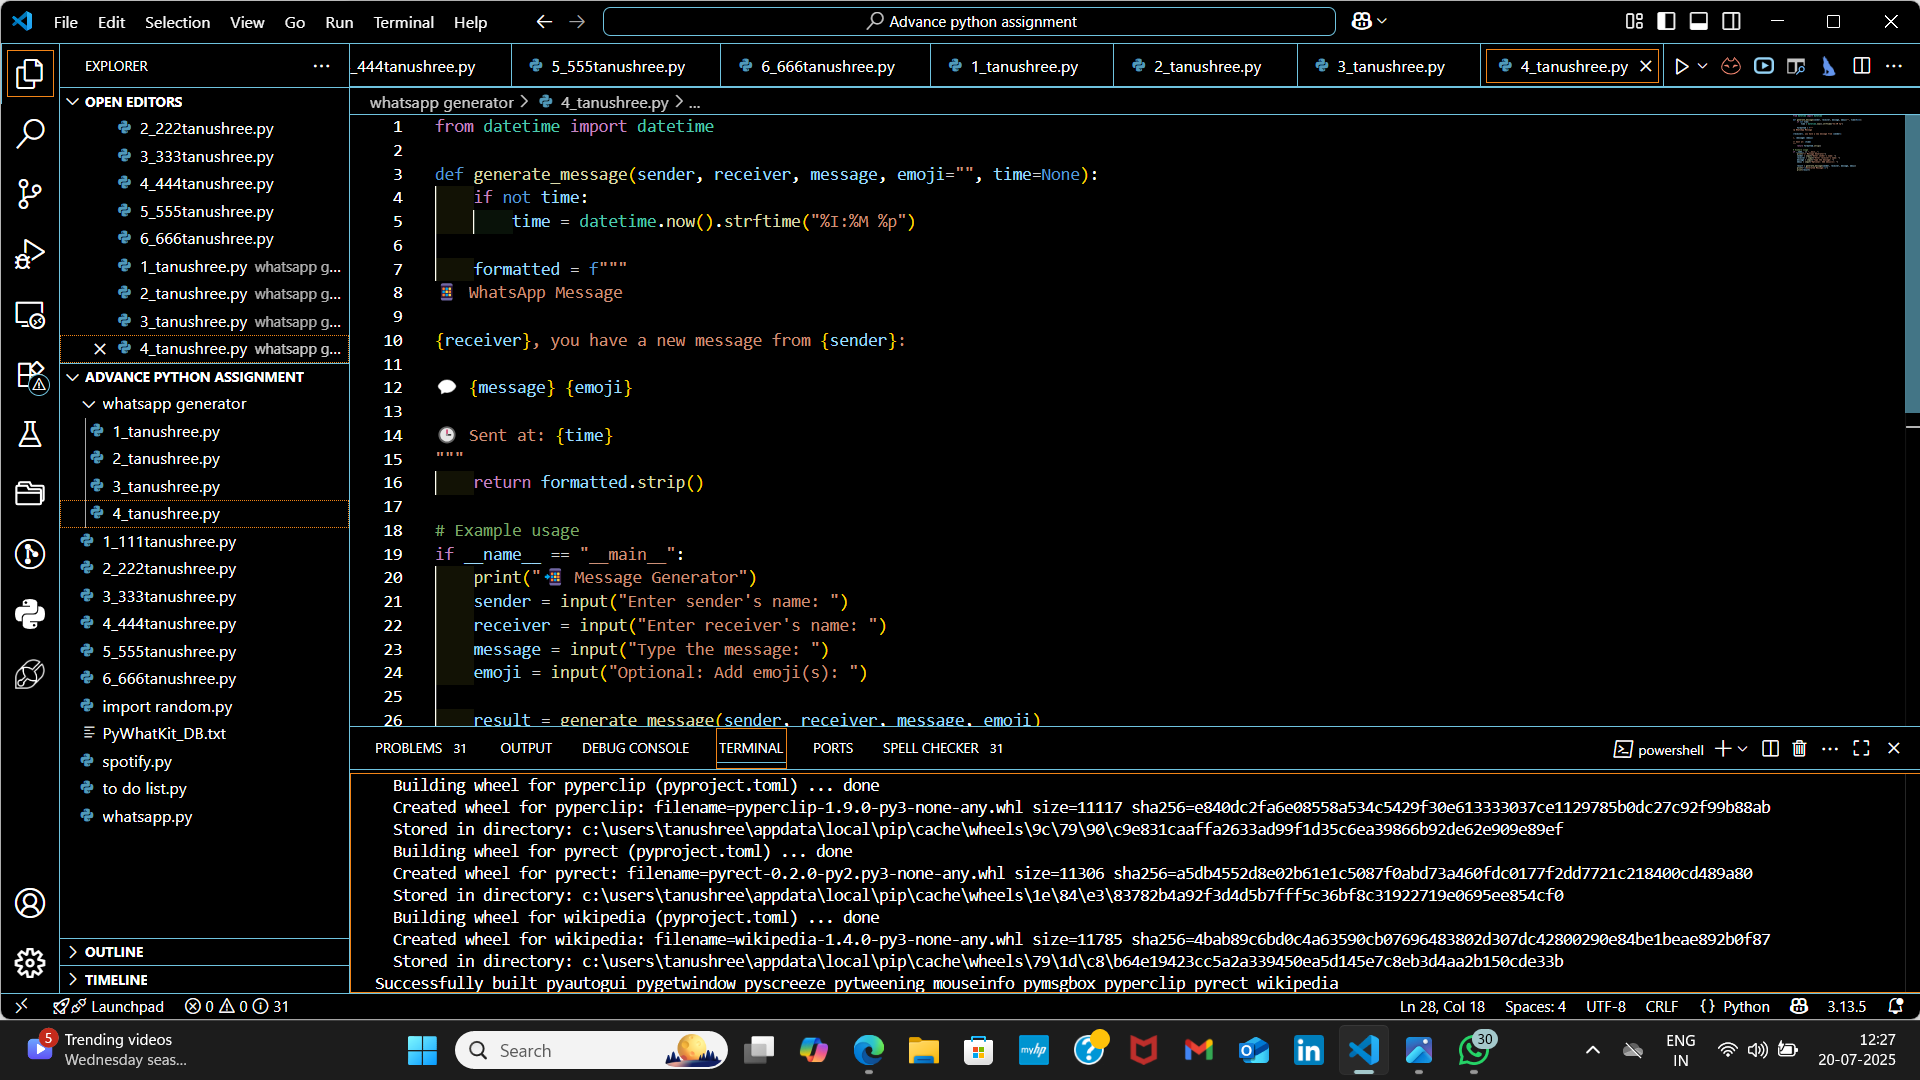 File Edit Selection View Go Run Terminal Help
Advance python assignment
EXPLORER
_444tanushree.py 5_555tanushree.py 6_666tanushree.py 1_tanushree.py 2_tanushree.py 3_tanushree.py 4_tanushree.py
OPEN EDITORS
2_222tanushree.py
3_333tanushree.py
4_444tanushree.py
5_555tanushree.py
6_666tanushree.py
1_tanushree.py whatsapp g...
2_tanushree.py whatsapp g...
3_tanushree.py whatsapp g...
4_tanushree.py whatsapp g...
ADVANCE PYTHON ASSIGNMENT
whatsapp generator
1_tanushree.py
2_tanushree.py
3_tanushree.py
4_tanushree.py
1_111tanushree.py
2_222tanushree.py
3_333tanushree.py
4_444tanushree.py
5_555tanushree.py
6_666tanushree.py
import random.py
PyWhatKit_DB.txt
spotify.py
to do list.py
whatsapp.py
OUTLINE
TIMELINE
whatsapp generator > 4_tanushree.py > ...
1 from datetime import datetime
2
3 def generate_message(sender, receiver, message, emoji="", time=None):
4     if not time:
5         time = datetime.now().strftime("%I:%M %p")
6
7     formatted = f"""
8 📱 WhatsApp Message
9
10 {receiver}, you have a new message from {sender}:
11
12 💬 {message} {emoji}
13
14 🕒 Sent at: {time}
15 """
16     return formatted.strip()
17
18 # Example usage
19 if __name__ == "__main__":
20     print("📲 Message Generator")
21     sender = input("Enter sender's name: ")
22     receiver = input("Enter receiver's name: ")
23     message = input("Type the message: ")
24     emoji = input("Optional: Add emoji(s): ")
25
26     result = generate_message(sender, receiver, message, emoji)
PROBLEMS 31 OUTPUT DEBUG CONSOLE TERMINAL PORTS SPELL CHECKER 31
powershell
Building wheel for pyperclip (pyproject.toml) ... done
Created wheel for pyperclip: filename=pyperclip-1.9.0-py3-none-any.whl size=11117 sha256=e840dc2fa6e08558a534c5429f30e613333037ce1129785b0dc27c92f99b88ab
Stored in directory: c:\users\tanushree\appdata\local\pip\cache\wheels\9c\79\90\c9e831caaffa2633ad99f1d35c6ea39866b92de62e909e89ef
Building wheel for pyrect (pyproject.toml) ... done
Created wheel for pyrect: filename=pyrect-0.2.0-py2.py3-none-any.whl size=11306 sha256=a5db4552d8e02b61e1c5087f0abd73a460fdc0177f2dd7721c218400cd489a80
Stored in directory: c:\users\tanushree\appdata\local\pip\cache\wheels\1e\84\e3\83782b4a92f3d4d5b7fff5c36bf8c31922719e0695ee854cf0
Building wheel for wikipedia (pyproject.toml) ... done
Created wheel for wikipedia: filename=wikipedia-1.4.0-py3-none-any.whl size=11785 sha256=4bab89c6bd0c4a63590cb07696483802d307dc42800290e84be1beae892b0f87
Stored in directory: c:\users\tanushree\appdata\local\pip\cache\wheels\79\1d\c8\b64e19423cc5a2a339450ea5d145e7c8eb3d4aa2b150cde33b
Successfully built pyautogui pygetwindow pyscreeze pytweening mouseinfo pymsgbox pyperclip pyrect wikipedia
Launchpad 0 0 31
Ln 28, Col 18 Spaces: 4 UTF-8 CRLF {} Python 3.13.5
5 Trending videos
Wednesday seas...
Search
myhp
30
ENG
IN
12:27
20-07-2025